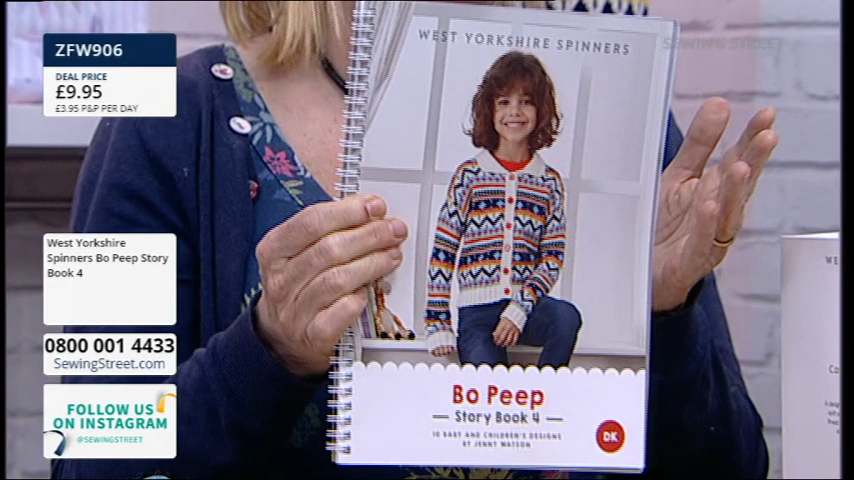 ZFW906
DEAL PRICE
£9.95
£3.95 P&P PER DAY
West Yorkshire
Spinners Bo Peep Story
Book 4
0800 001 4433
SewingStreet.com
FOLLOW US
ON INSTAGRAM
@SEWINGSTREET
SEWING STREET
WEST YORKSHIRE SPINNERS
Bo Peep
Story Book 4
10 BABY AND CHILDREN'S DESIGNS
BY JENNY WATSON
DK
WE